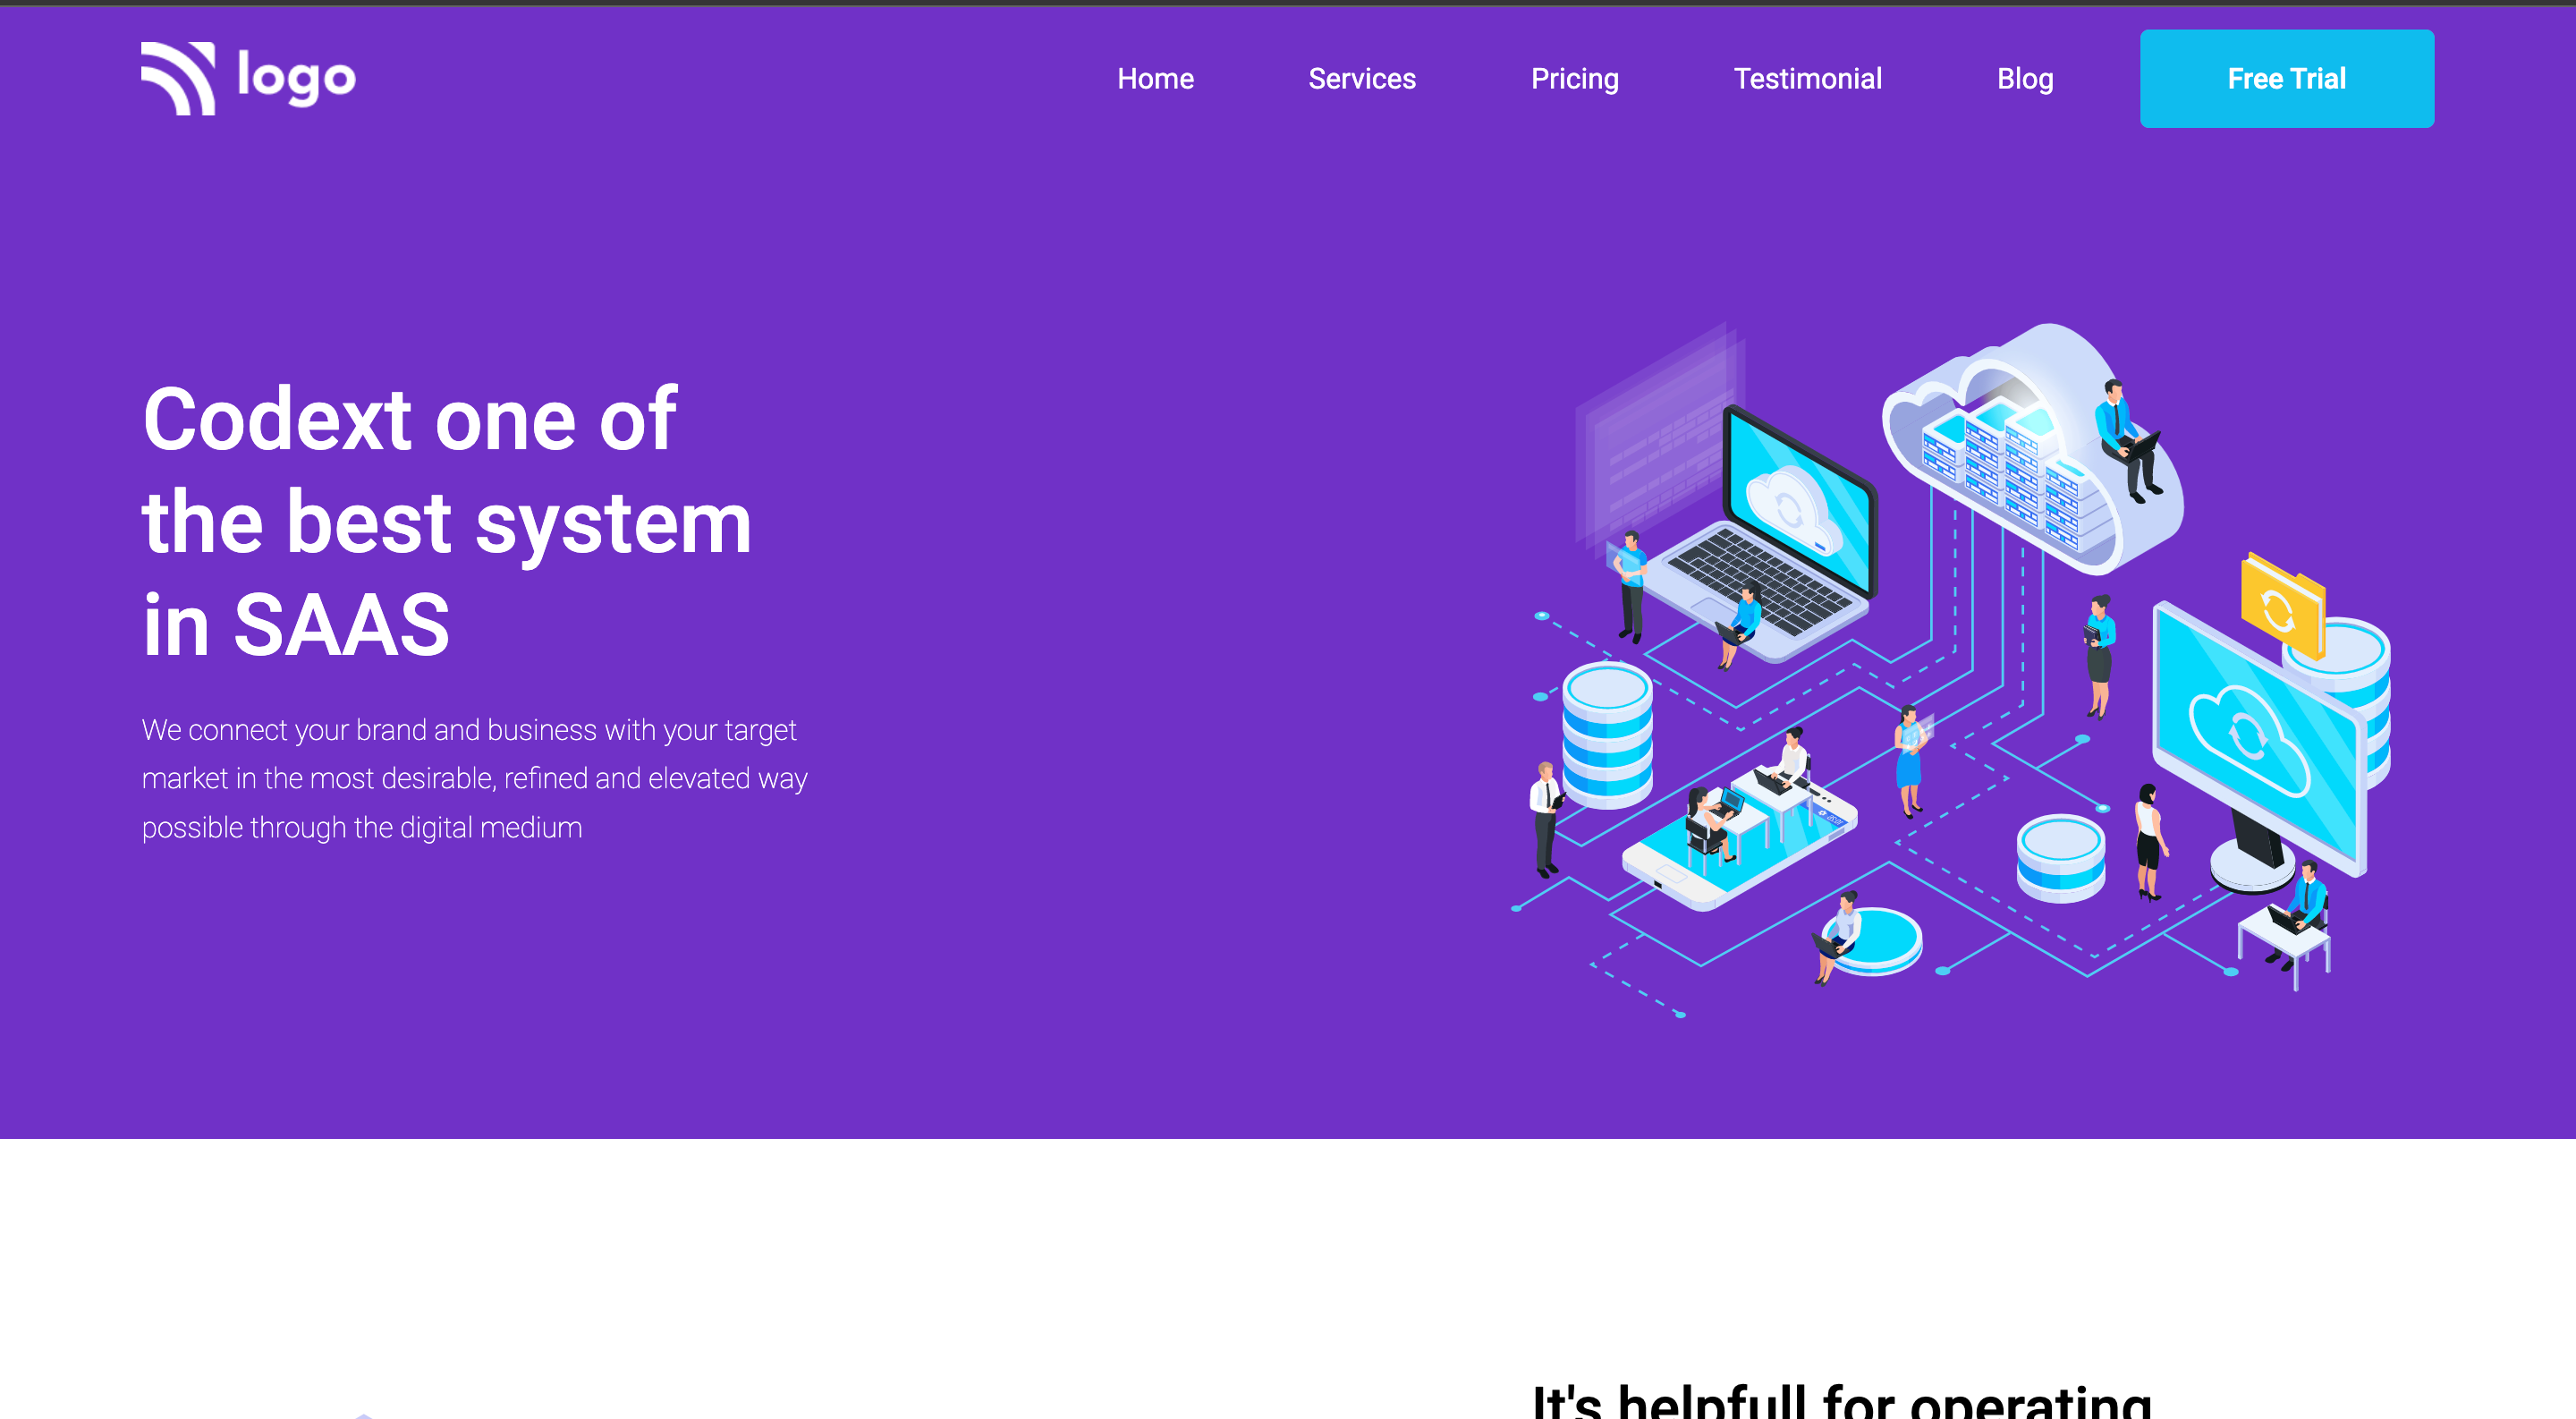 logo
Home
Services
Pricing
Testimonial
Blog
Free Trial
Codext one of
the best system
in SAAS
We connect your brand and business with your target
market in the most desirable, refined and elevated way
possible through the digital medium
It's helpfull for operating